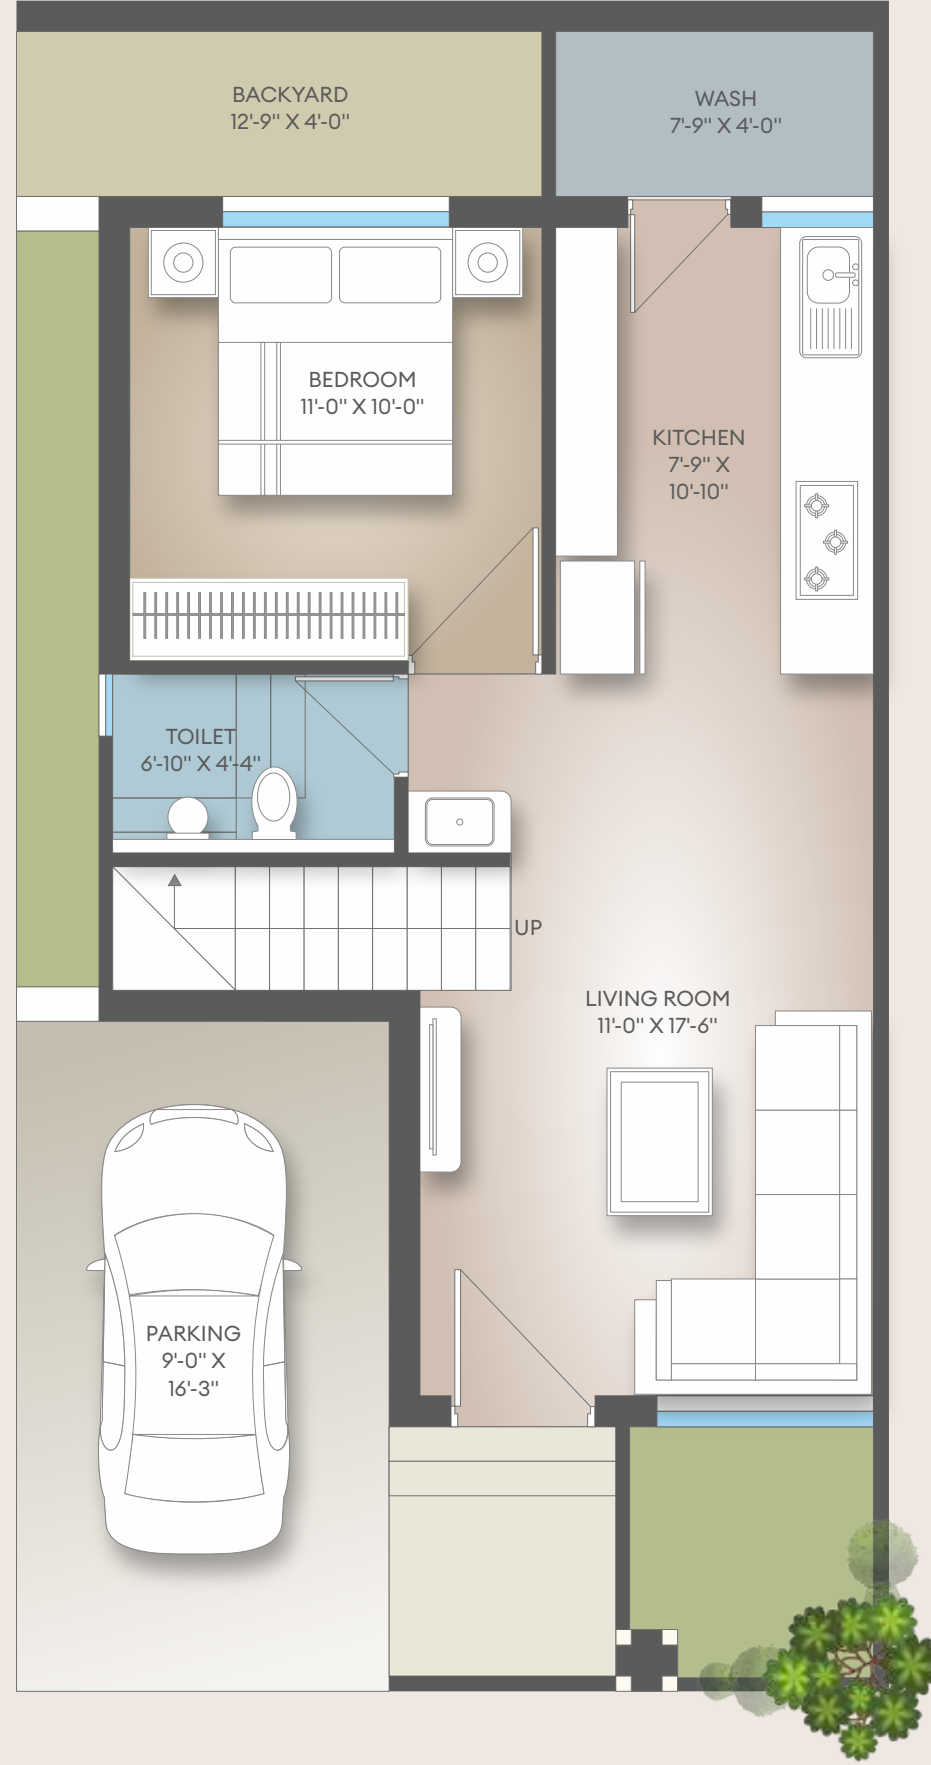 BACKYARD
12'-9" X 4'-0"
WASH
7'-9" X 4'-0"
BEDROOM
11'-0" X 10'-0"
KITCHEN
7'-9" X
10'-10"
TOILET
6'-10" X 4'-4"
UP
LIVING ROOM
11'-0" X 17'-6"
PARKING
9'-0" X
16'-3"